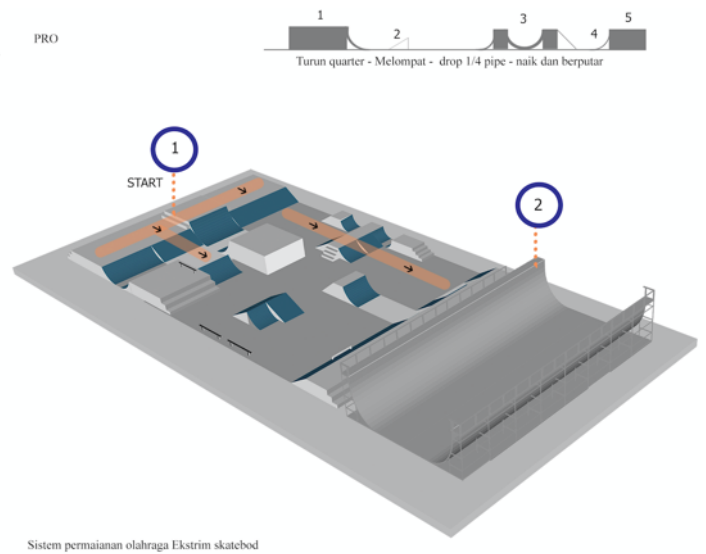 PRO
1
2
3
4
5
Turun quarter - Melompat - drop 1/4 pipe - naik dan berputar
1
START
2
Sistem permaianan olahraga Ekstrim skatebod